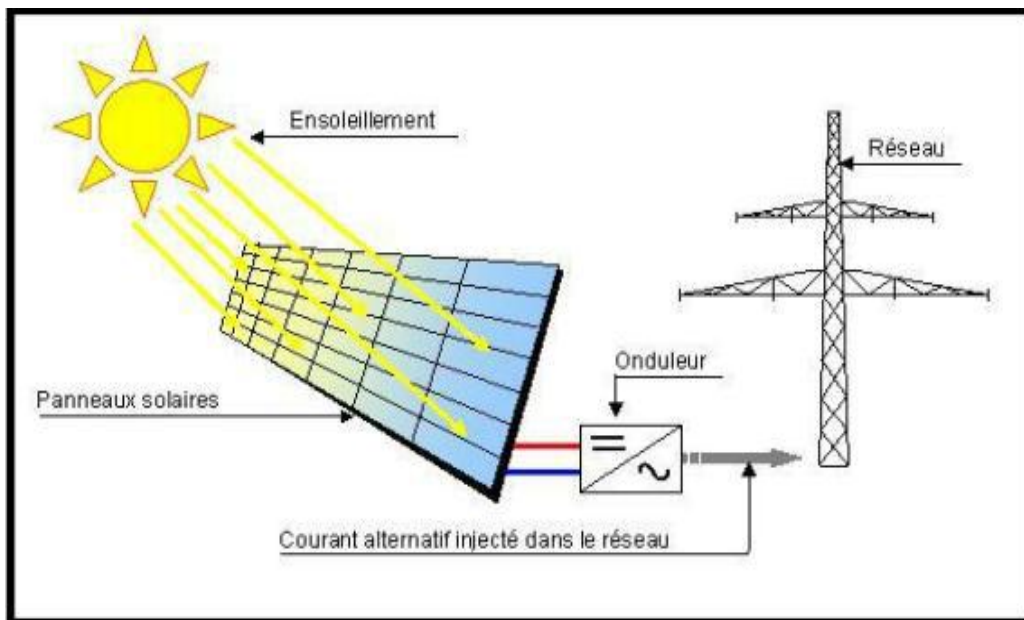 Ensoleillement
Réseau
Onduleur
Panneaux solaires
Courant alternatif injecté dans le réseau